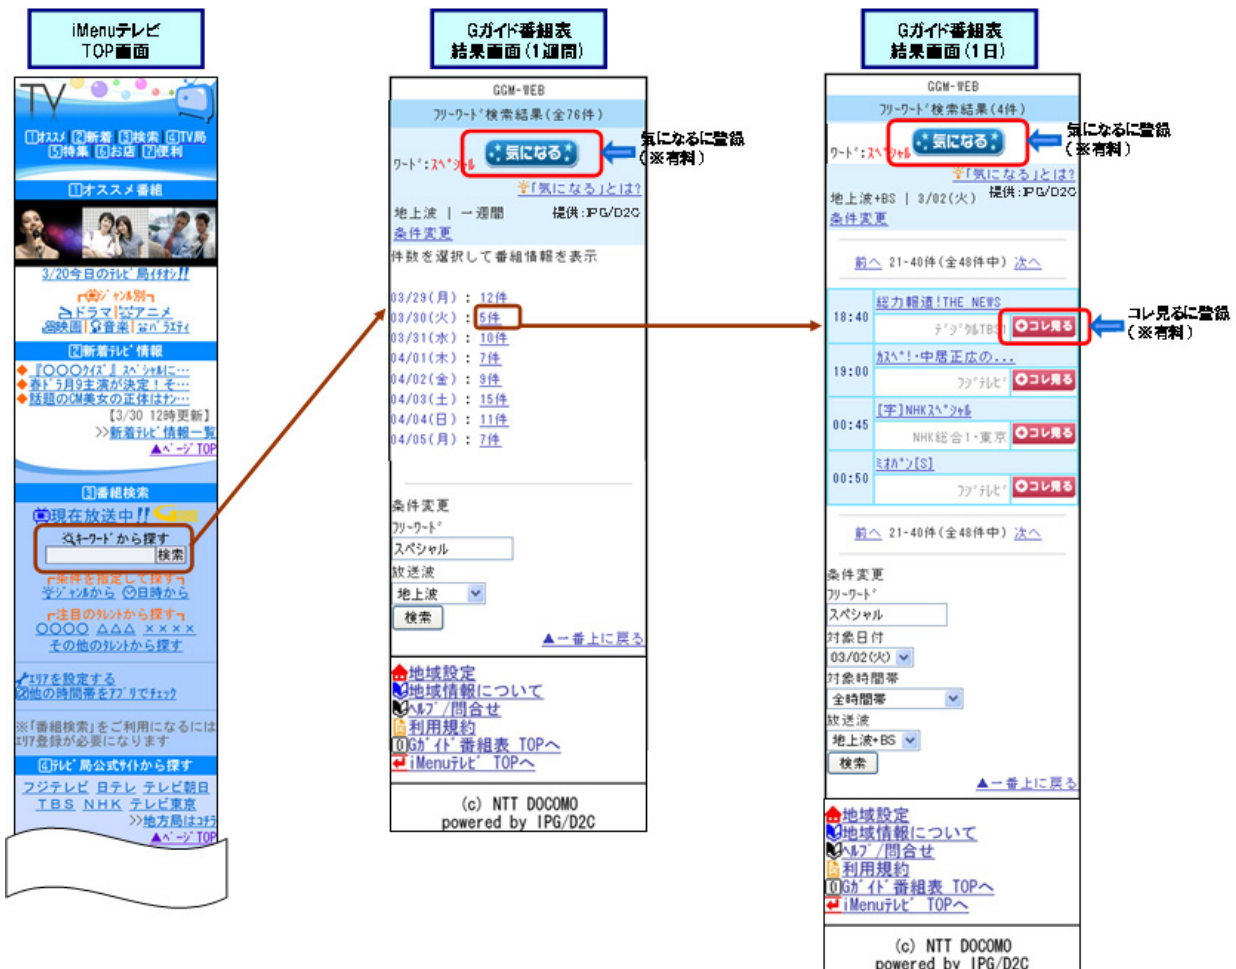 iMenuテレビ
TOP画面
TV
1オススメ 2新着 3検索 4TV局
5特集 6お店 7便利
1オススメ番組
3/20今日のﾃﾚﾋﾞ局ｲﾁｵｼ!!
┏ｼﾞｬﾝﾙ別┓
ドラマ|アニメ
映画|音楽|ﾊﾞﾗｴﾃｨ
2新着ﾃﾚﾋﾞ情報
◆『○○○ｸｲｽﾞ』ｽﾍﾟｼｬﾙに…
◆春ﾄﾞﾗ月9主演が決定！そ…
◆話題のCM美女の正体はﾅﾝ…
【3/30 12時更新】
>>新着ﾃﾚﾋﾞ情報一覧
▲ﾍﾟｰｼﾞTOP
3番組検索
現在放送中!!
ｷｰﾜｰﾄﾞから探す
検索
┏条件を指定して探す┓
ｼﾞｬﾝﾙから 日時から
┏注目のﾀﾚﾝﾄから探す┓
○○○○ △△△ ××××
その他のﾀﾚﾝﾄから探す
ｴﾘｱを設定する
他の時間帯をｱﾌﾟﾘでﾁｪｯｸ
※「番組検索」をご利用になるには
ｴﾘｱ登録が必要になります
4ﾃﾚﾋﾞ局公式ｻｲﾄから探す
フジテレビ 日テレ テレビ朝日
TBS NHK テレビ東京
>>地方局はｺﾁﾗ
▲ﾍﾟｰｼﾞTOP
Gガイド番組表
結果画面(1週間)
GGM-WEB
ﾌﾘｰﾜｰﾄﾞ検索結果(全76件)
ﾜｰﾄﾞ:ｽﾍﾟｼｬﾙ
気になる
気になるに登録
(※有料)
「気になる」とは?
地上波 | 一週間 提供:IPG/D2C
条件変更
件数を選択して番組情報を表示
03/29(月) : 12件
03/30(火) : 5件
03/31(水) : 10件
04/01(木) : 7件
04/02(金) : 9件
04/03(土) : 15件
04/04(日) : 11件
04/05(月) : 7件
条件変更
ﾌﾘｰﾜｰﾄﾞ
スペシャル
放送波
地上波
検索
▲一番上に戻る
地域設定
地域情報について
ﾍﾙﾌﾟ/問合せ
利用規約
0Gｶﾞｲﾄﾞ番組表 TOPへ
iMenuﾃﾚﾋﾞ TOPへ
(c) NTT DOCOMO
powered by IPG/D2C
Gガイド番組表
結果画面(1日)
GGM-WEB
ﾌﾘｰﾜｰﾄﾞ検索結果(4件)
ﾜｰﾄﾞ:ｽﾍﾟｼｬﾙ
気になる
気になるに登録
(※有料)
「気になる」とは?
地上波+BS | 3/02(火) 提供:IPG/D2C
条件変更
前へ 21-40件(全48件中) 次へ
18:40 総力報道!THE NEWS
ﾃﾞｼﾞﾀﾙTBS1 コレ見る
コレ見るに登録
(※有料)
19:00 ｶｽﾍﾟ!･中居正広の...
ﾌｼﾞﾃﾚﾋﾞ コレ見る
00:45 [字]NHKｽﾍﾟｼｬﾙ
NHK総合1･東京 コレ見る
00:50 ﾐｵﾊﾟﾝ[S]
ﾌｼﾞﾃﾚﾋﾞ コレ見る
前へ 21-40件(全48件中) 次へ
条件変更
ﾌﾘｰﾜｰﾄﾞ
スペシャル
対象日付
03/02(火)
対象時間帯
全時間帯
放送波
地上波+BS
検索
▲一番上に戻る
地域設定
地域情報について
ﾍﾙﾌﾟ/問合せ
利用規約
0Gｶﾞｲﾄﾞ番組表 TOPへ
iMenuﾃﾚﾋﾞ TOPへ
(c) NTT DOCOMO
powered by IPG/D2C